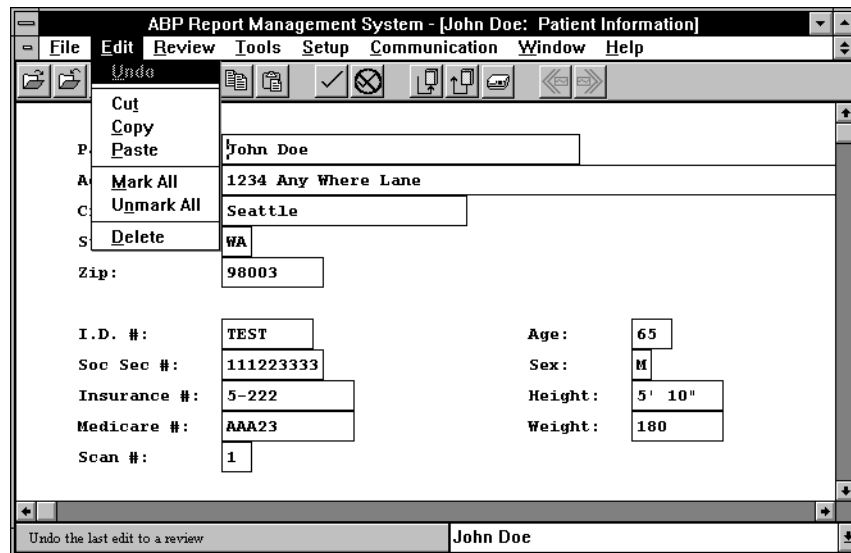 ABP Report Management System - [John Doe: Patient Information]
File Edit Review Tools Setup Communication Window Help
Undo
Cut
Copy
Paste
Mark All
Unmark All
Delete
P
John Doe
A
1234 Any Where Lane
C
Seattle
S
WA
Zip: 98003
I.D. #: TEST Age: 65
Soc Sec #: 111223333 Sex: M
Insurance #: 5-222 Height: 5' 10"
Medicare #: AAA23 Weight: 180
Scan #: 1
Undo the last edit to a review John Doe